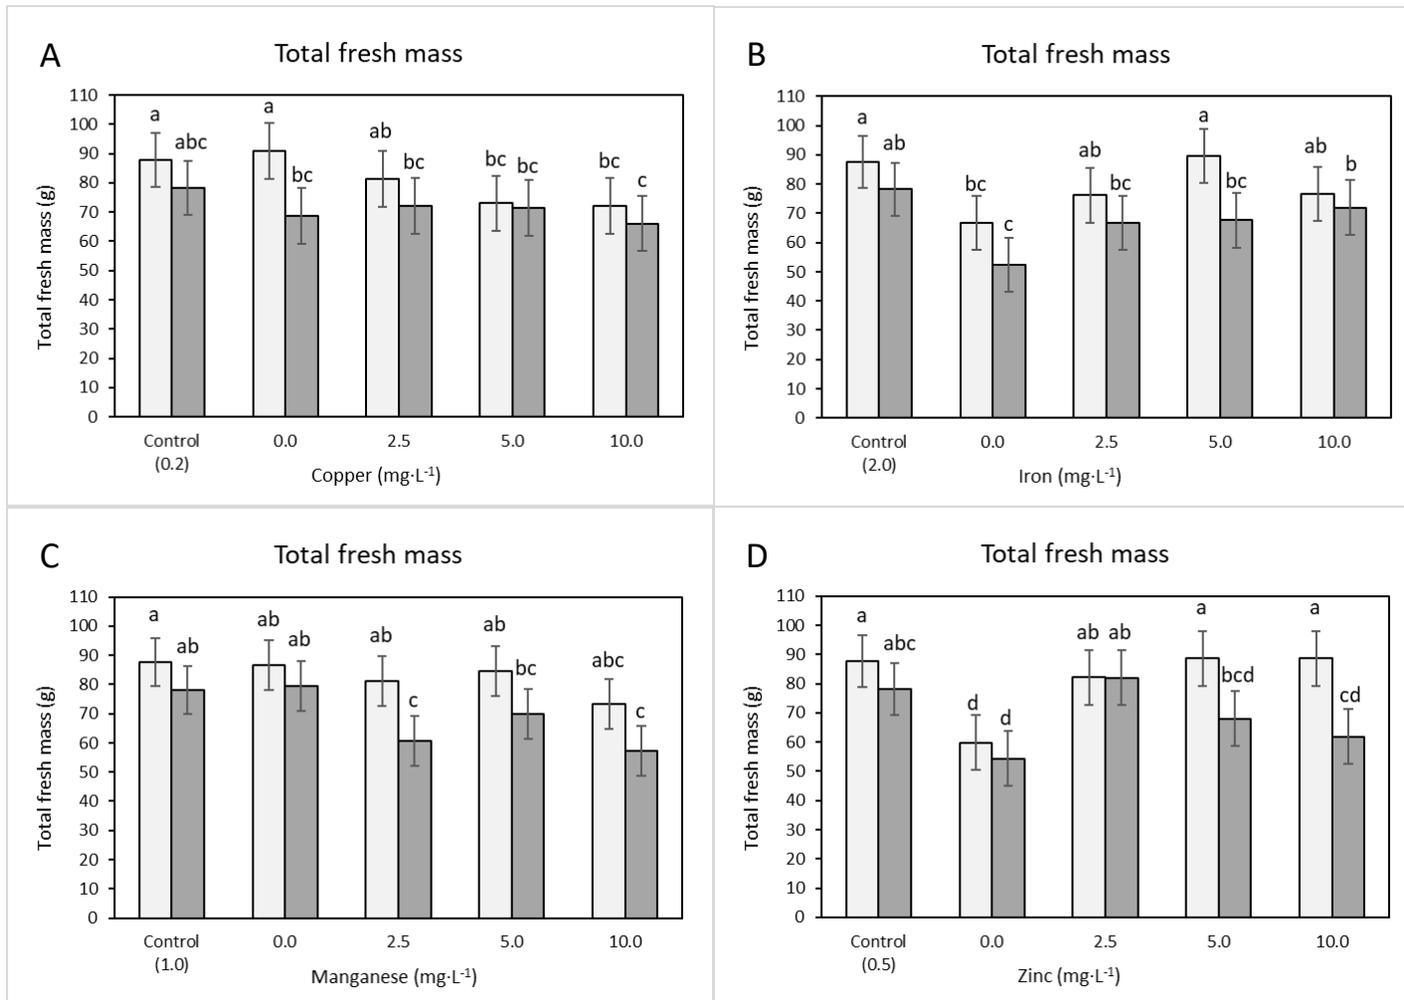 A
Total fresh mass
Total fresh mass (g)
110
100
90
80
70
60
50
40
30
20
10
0
a
abc
a
bc
ab
bc
bc
bc
bc
c
Control
(0.2)
0.0
2.5
5.0
10.0
Copper (mg·L⁻¹)
B
Total fresh mass
Total fresh mass (g)
110
100
90
80
70
60
50
40
30
20
10
0
a
ab
bc
c
ab
bc
a
bc
ab
b
Control
(2.0)
0.0
2.5
5.0
10.0
Iron (mg·L⁻¹)
C
Total fresh mass
Total fresh mass (g)
110
100
90
80
70
60
50
40
30
20
10
0
a
ab
ab
ab
ab
c
ab
bc
abc
c
Control
(1.0)
0.0
2.5
5.0
10.0
Manganese (mg·L⁻¹)
D
Total fresh mass
Total fresh mass (g)
110
100
90
80
70
60
50
40
30
20
10
0
a
abc
d
d
ab
ab
a
bcd
a
cd
Control
(0.5)
0.0
2.5
5.0
10.0
Zinc (mg·L⁻¹)